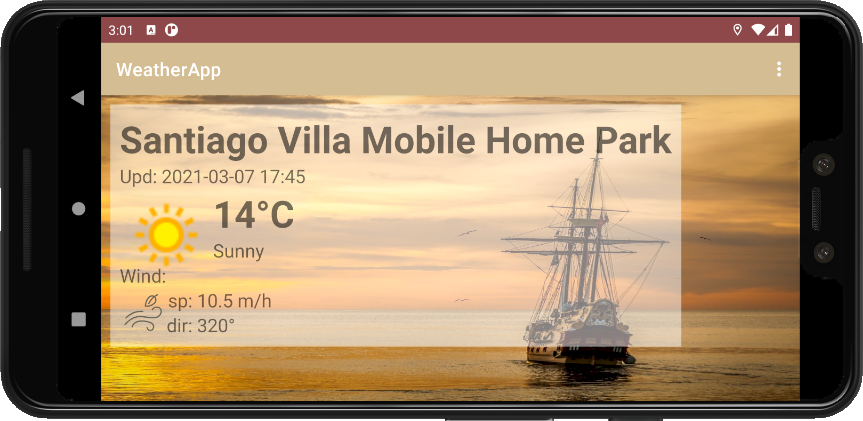 3:01
WeatherApp
Santiago Villa Mobile Home Park
Upd: 2021-03-07 17:45
14°C
Sunny
Wind:
sp: 10.5 m/h
dir: 320°